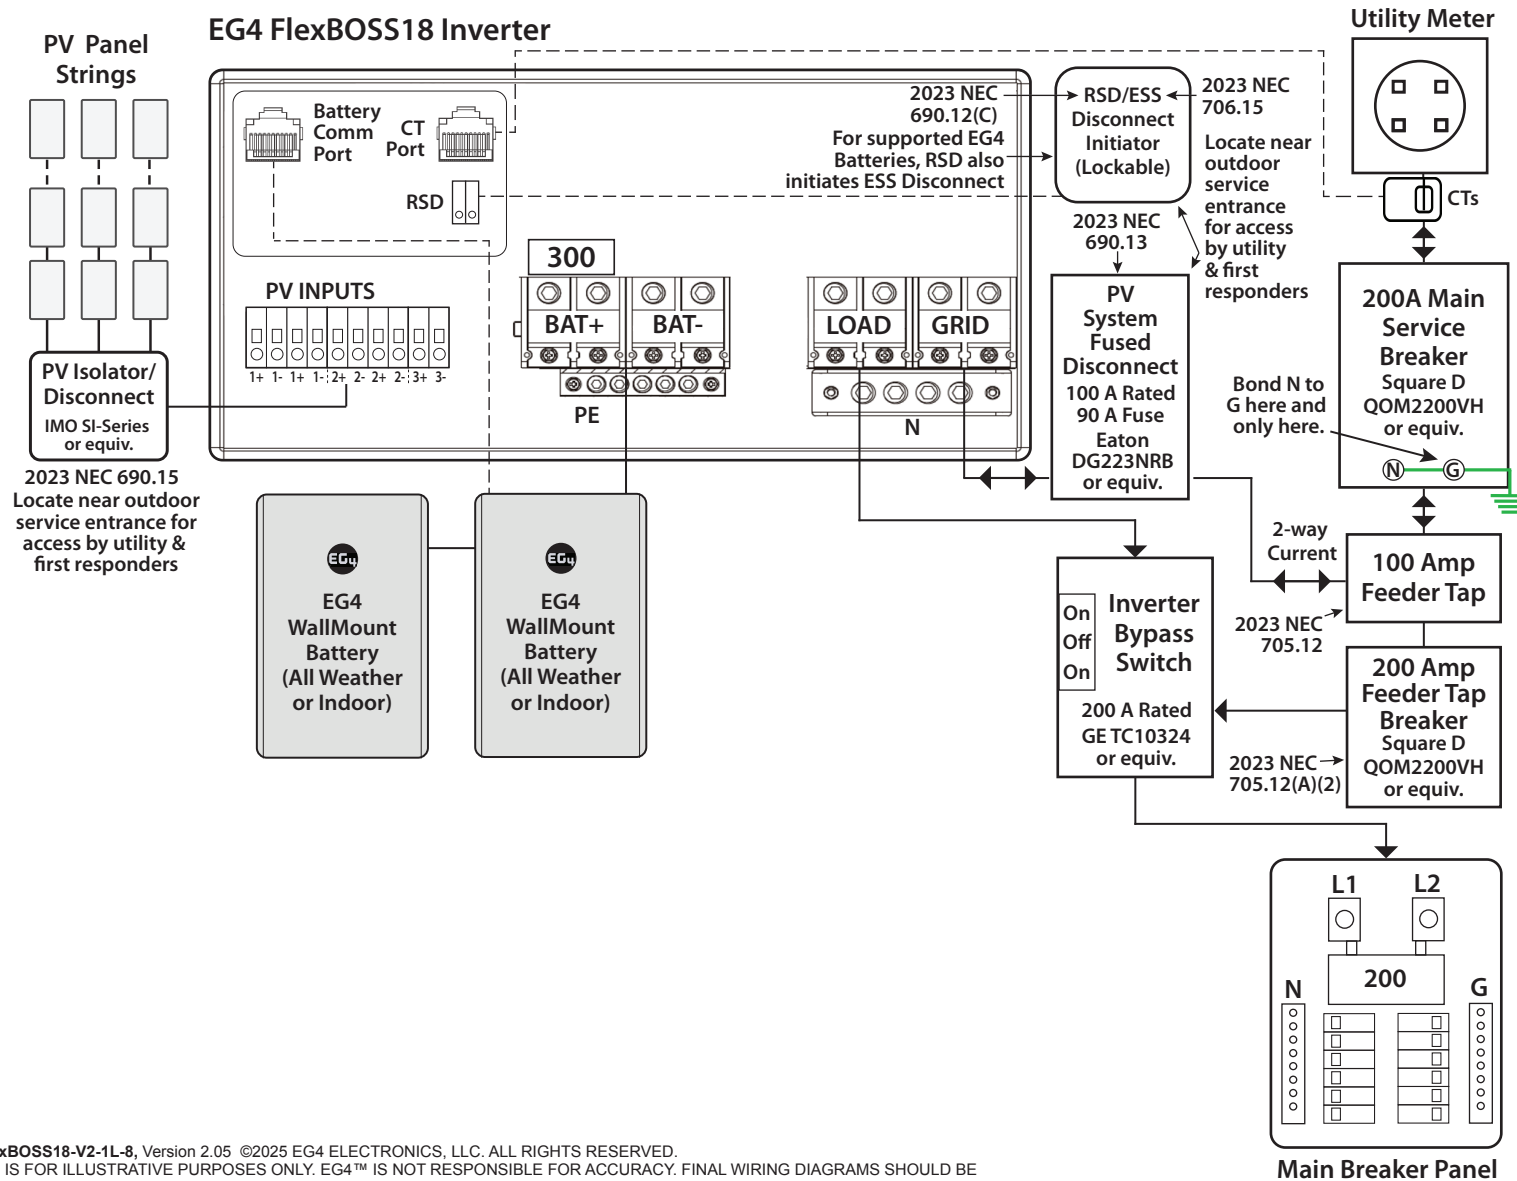 EG4 FlexBOSS18 Inverter
PV Panel
Strings
Battery
Comm
Port
CT
Port
RSD
PV INPUTS
1+ 1- 1+ 1- 2+ 2- 2+ 2- 3+ 3-
300
BAT+
BAT-
PE
LOAD
GRID
N
PV Isolator/
Disconnect
IMO SI-Series
or equiv.
2023 NEC 690.15
Locate near outdoor
service entrance for
access by utility &
first responders
EG4
EG4
WallMount
Battery
(All Weather
or Indoor)
EG4
EG4
WallMount
Battery
(All Weather
or Indoor)
2023 NEC
690.12(C)
For supported EG4
Batteries, RSD also
initiates ESS Disconnect
RSD/ESS
Disconnect
Initiator
(Lockable)
2023 NEC
706.15
Locate near
outdoor
service
entrance
for access
by utility
& first
responders
2023 NEC
690.13
PV
System
Fused
Disconnect
100 A Rated
90 A Fuse
Eaton
DG223NRB
or equiv.
Utility Meter
CTs
200A Main
Service
Breaker
Square D
QOM2200VH
or equiv.
N
G
Bond N to
G here and
only here.
2-way
Current
100 Amp
Feeder Tap
2023 NEC
705.12
200 Amp
Feeder Tap
Breaker
Square D
QOM2200VH
or equiv.
2023 NEC
705.12(A)(2)
On
Off
On
Inverter
Bypass
Switch
200 A Rated
GE TC10324
or equiv.
L1
L2
200
N
G
Main Breaker Panel
xBOSS18-V2-1L-8, Version 2.05 ©2025 EG4 ELECTRONICS, LLC. ALL RIGHTS RESERVED.
IS FOR ILLUSTRATIVE PURPOSES ONLY. EG4™ IS NOT RESPONSIBLE FOR ACCURACY. FINAL WIRING DIAGRAMS SHOULD BE